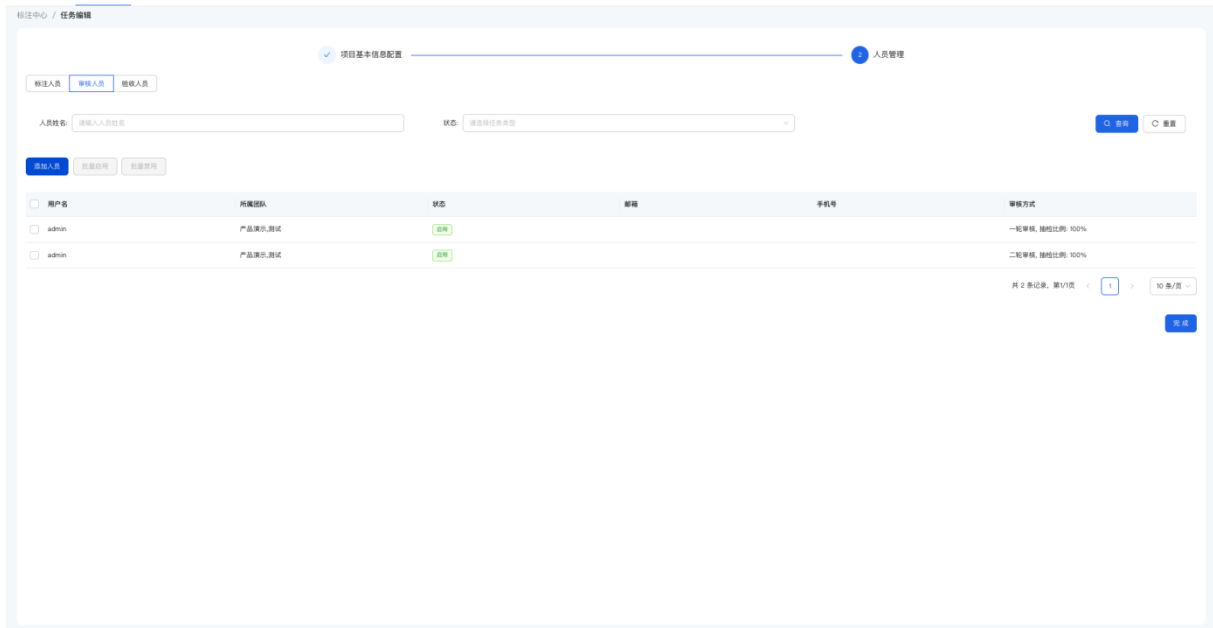 标注中心 / 任务编辑
项目基本信息配置
2 人员管理
标注人员 审核人员 验收人员
人员姓名: 请输入人员姓名 状态: 请选择任务类型 查询 重置
添加人员 批量启用 批量禁用
用户名 所属团队 状态 邮箱 手机号 审核方式
admin 产品演示,测试 启用 一轮审核, 抽检比例: 100%
admin 产品演示,测试 启用 二轮审核, 抽检比例: 100%
共 2 条记录, 第1/1页 < 1 > 10 条/页
完 成